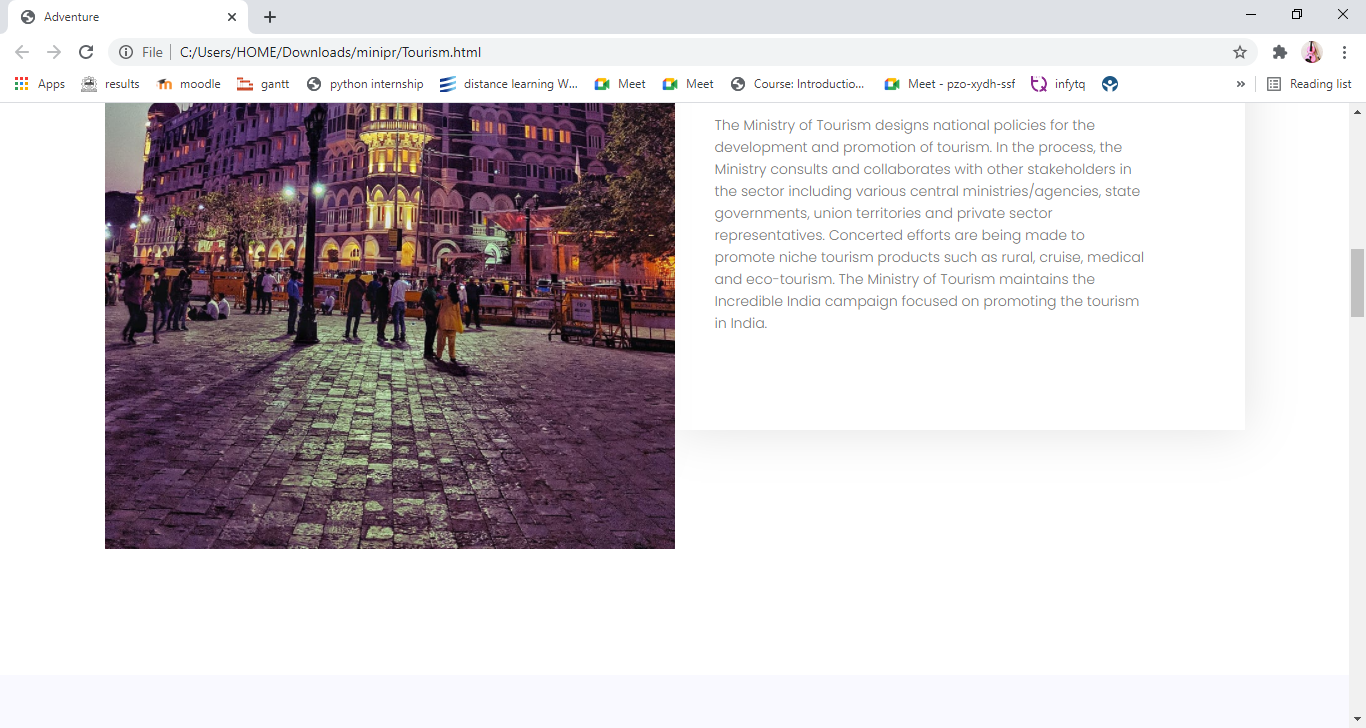 Adventure
File C:/Users/HOME/Downloads/minipr/Tourism.html
Apps results moodle gantt python internship distance learning W... Meet Meet Course: Introductio... Meet - pzo-xydh-ssf infytq » Reading list
The Ministry of Tourism designs national policies for the
development and promotion of tourism. In the process, the
Ministry consults and collaborates with other stakeholders in
the sector including various central ministries/agencies, state
governments, union territories and private sector
representatives. Concerted efforts are being made to
promote niche tourism products such as rural, cruise, medical
and eco-tourism. The Ministry of Tourism maintains the
Incredible India campaign focused on promoting the tourism
in India.